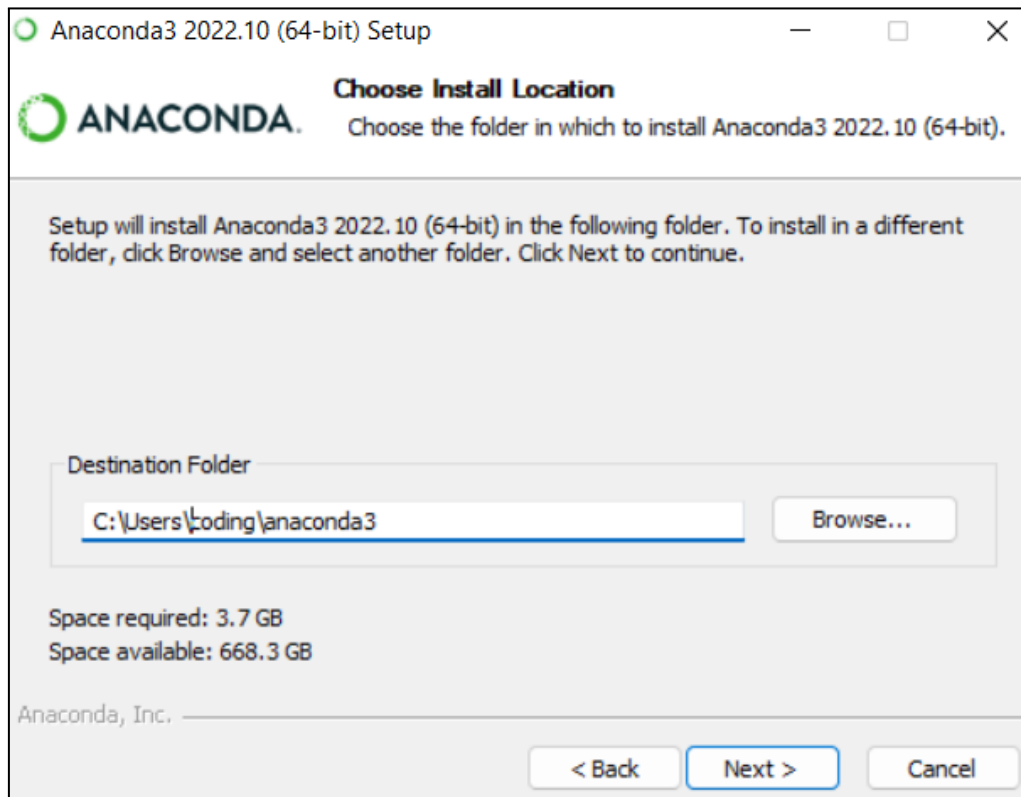 Anaconda3 2022.10 (64-bit) Setup
ANACONDA.
Choose Install Location
Choose the folder in which to install Anaconda3 2022.10 (64-bit).
Setup will install Anaconda3 2022.10 (64-bit) in the following folder. To install in a different
folder, click Browse and select another folder. Click Next to continue.
Destination Folder
C:\Users\coding\anaconda3
Browse...
Space required: 3.7 GB
Space available: 668.3 GB
Anaconda, Inc.
< Back
Next >
Cancel